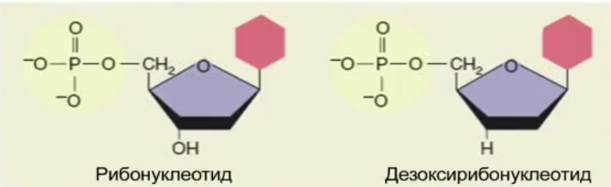 O
⁻O—P—O—CH₂ O
⁻O
OH
Рибонуклеотид
O
⁻O—P—O—CH₂ O
⁻O
H
Дезоксирибонуклеотид